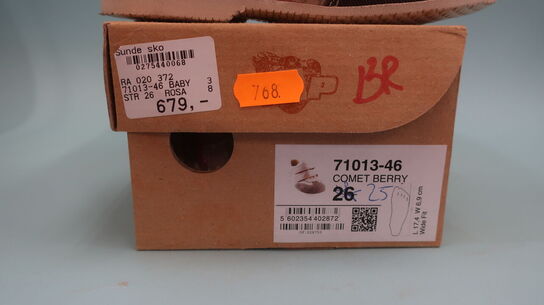 Sunde sko
0275440068
RA 020 372
71013-46 BABY 3
STR 26 ROSA 8
679,-
768.
P
BR
71013-46
COMET BERRY
26 25
5 602354 402872
L 17,4 W 6,9 cm
Wide Fit